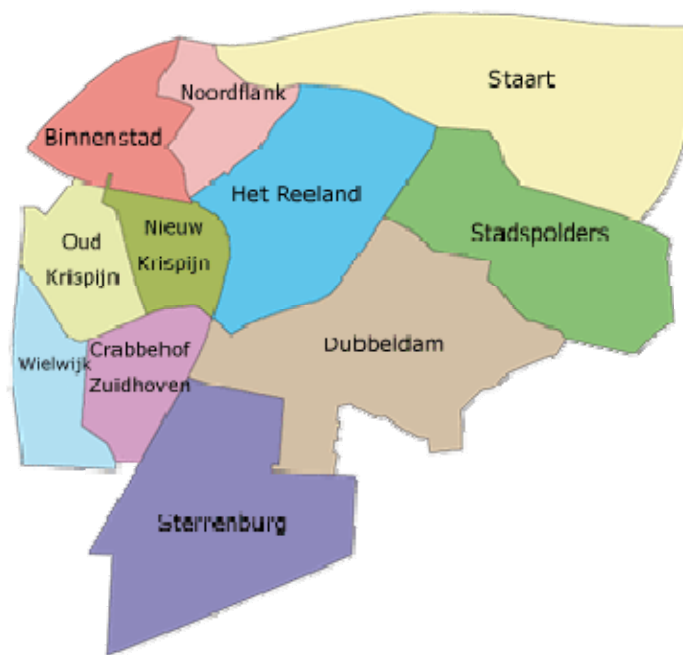 Staart
Noordflank
Binnenstad
Het Reeland
Nieuw
Krispijn
Oud
Krispijn
Stadspolders
Dubbeldam
Crabbehof
Zuidhoven
Wielwijk
Sterrenburg